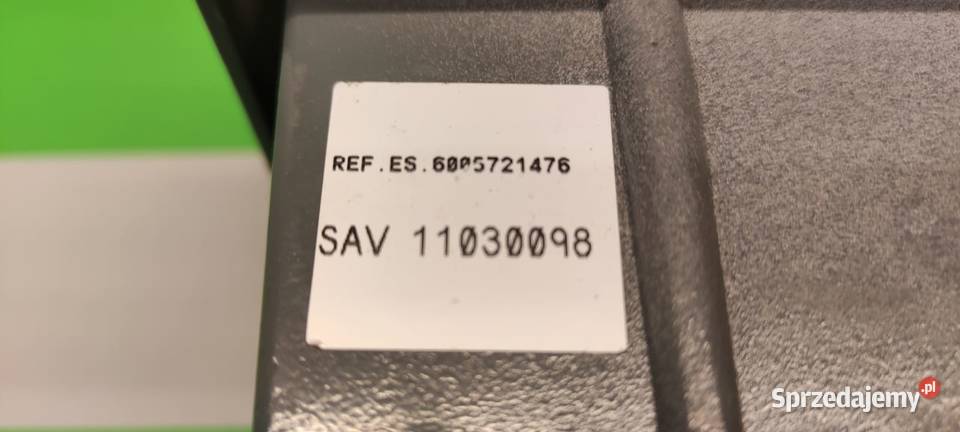 REF.ES.6005721476
SAV 11030098
Sprzedajemy.pl